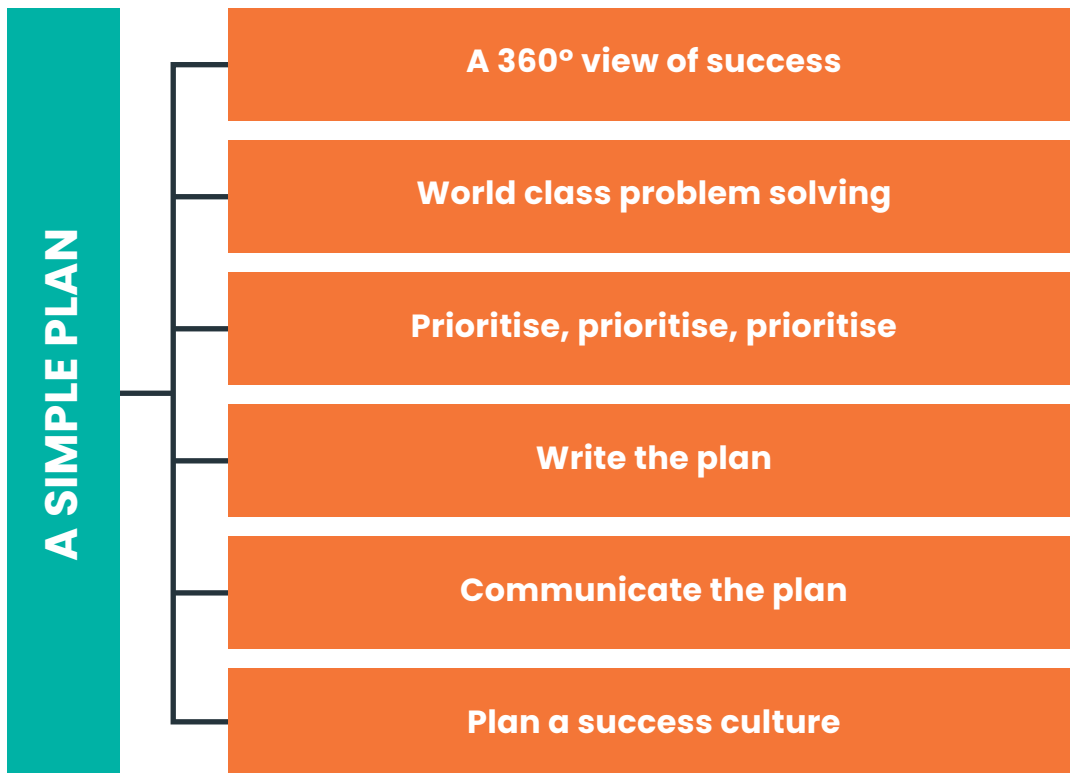 A SIMPLE PLAN
A 360° view of success
World class problem solving
Prioritise, prioritise, prioritise
Write the plan
Communicate the plan
Plan a success culture